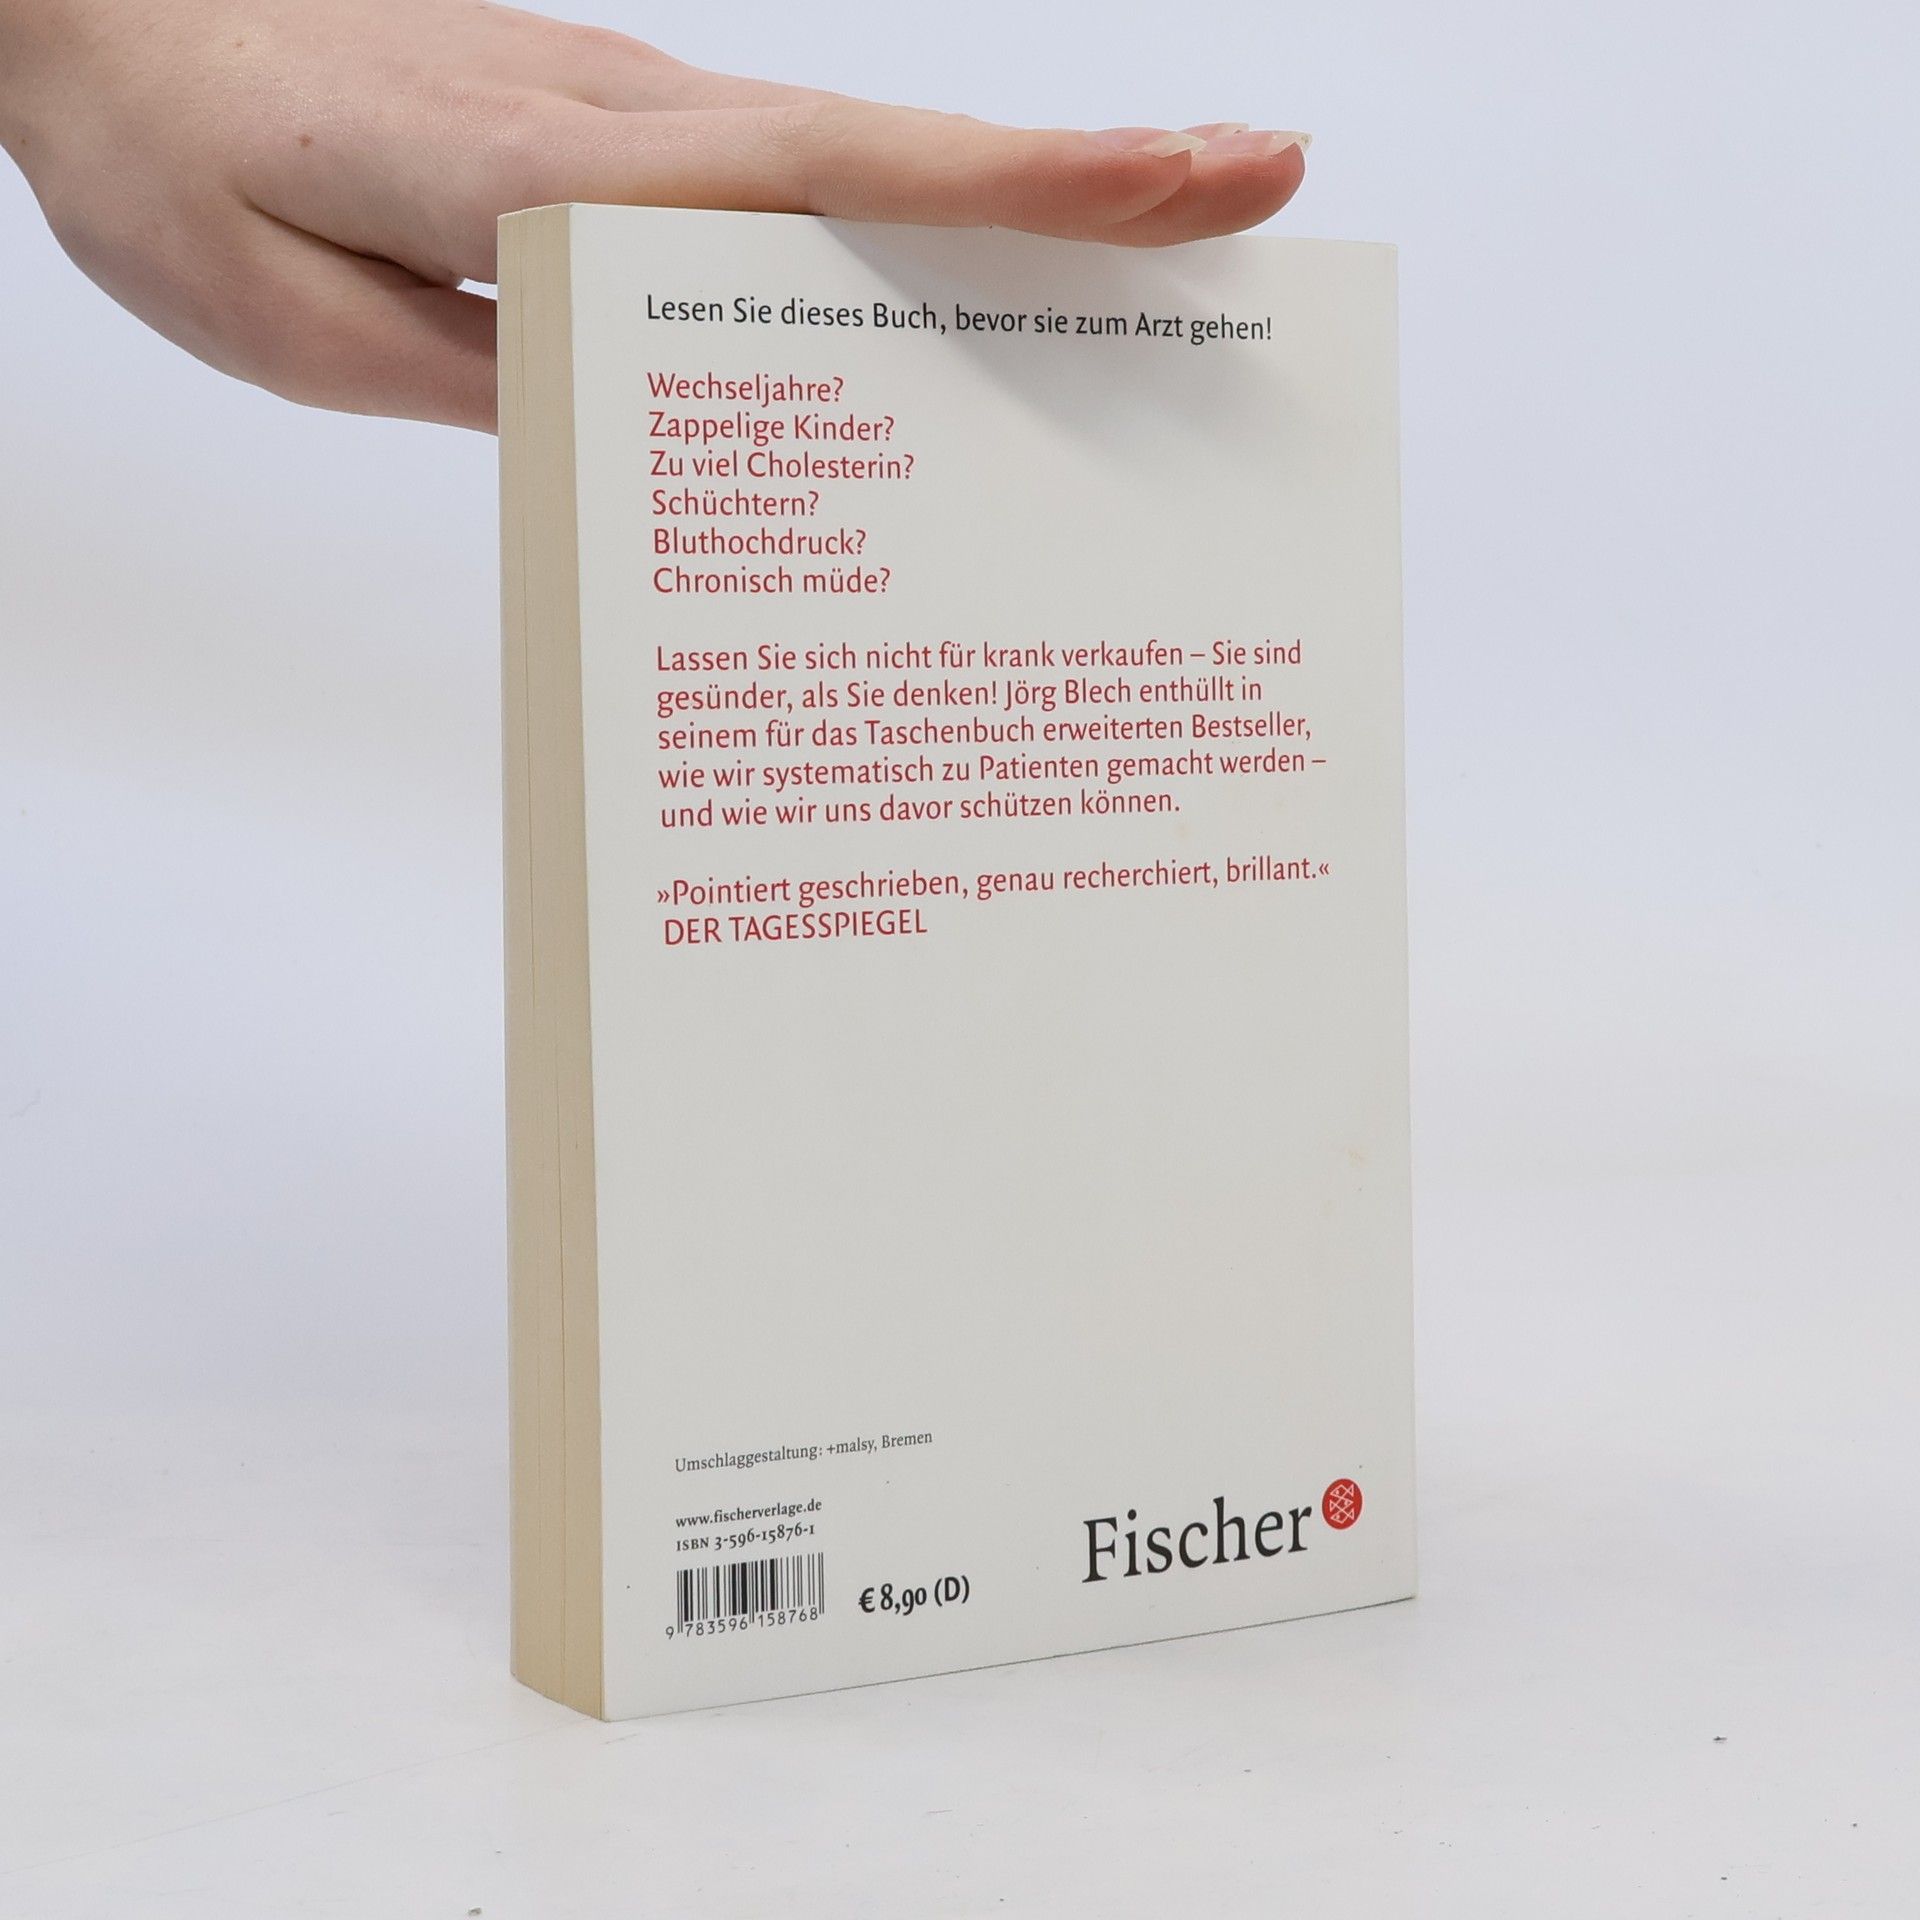 Lesen Sie dieses Buch, bevor sie zum Arzt gehen!
Wechseljahre?
Zappelige Kinder?
Zu viel Cholesterin?
Schüchtern?
Bluthochdruck?
Chronisch müde?
Lassen Sie sich nicht für krank verkaufen – Sie sind
gesünder, als Sie denken! Jörg Blech enthüllt in
seinem für das Taschenbuch erweiterten Bestseller,
wie wir systematisch zu Patienten gemacht werden –
und wie wir uns davor schützen können.
»Pointiert geschrieben, genau recherchiert, brillant.«
DER TAGESSPIEGEL
Umschlaggestaltung: +malsy, Bremen
www.fischerverlage.de
ISBN 3-596-15876-1
9 783596 158768
€ 8,90 (D)
Fischer